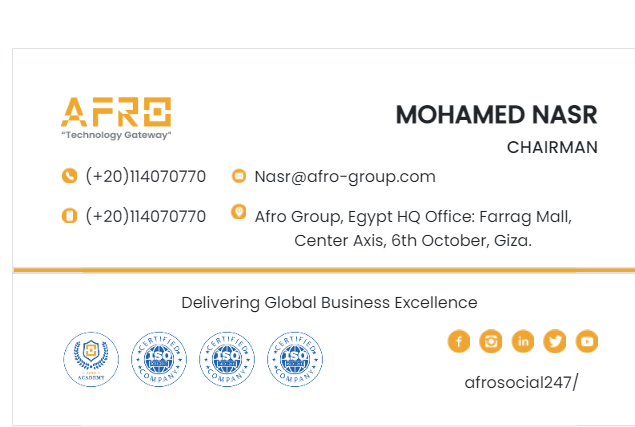 AFRO
“Technology Gateway”
MOHAMED NASR
CHAIRMAN
(+20)114070770
Nasr@afro-group.com
(+20)114070770
Afro Group, Egypt HQ Office: Farrag Mall,
Center Axis, 6th October, Giza.
Delivering Global Business Excellence
ACADEMY
CERTIFIED
ISO
COMPANY
CERTIFIED
ISO
COMPANY
CERTIFIED
ISO
COMPANY
afrosocial247/